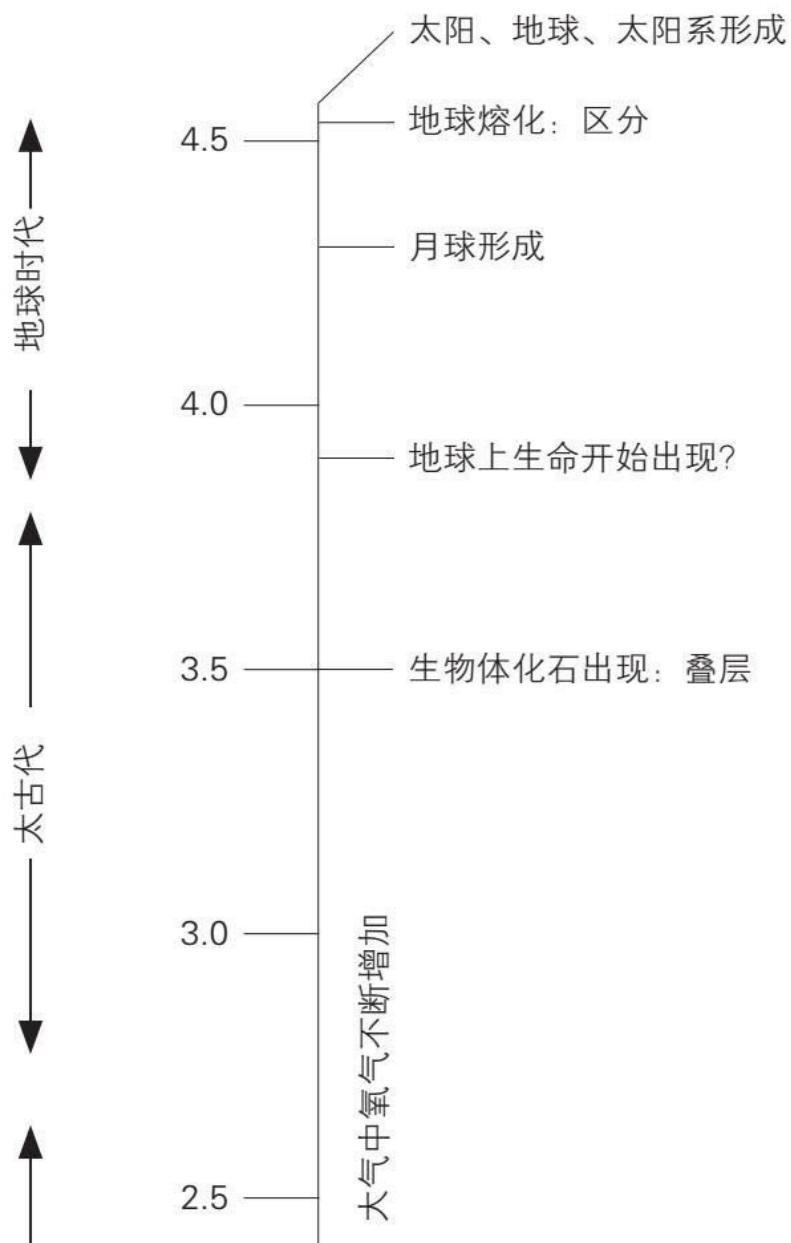 太阳、地球、太阳系形成
地球熔化：区分
4.5
月球形成
地球时代
4.0
地球上生命开始出现?
3.5
生物体化石出现：叠层
太古代
3.0
大气中氧气不断增加
2.5